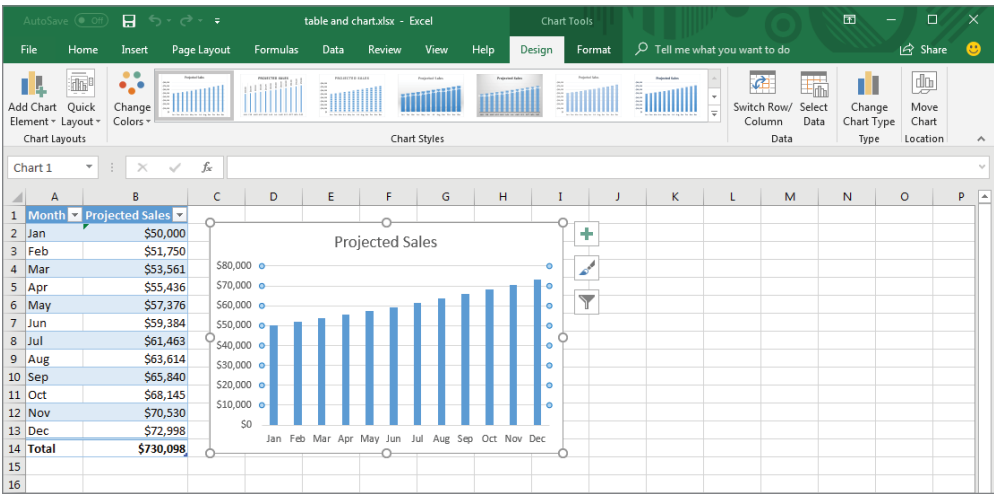 AutoSave Off table and chart.xlsx - Excel Chart Tools
File Home Insert Page Layout Formulas Data Review View Help Design Format Tell me what you want to do Share
Add Chart Element Quick Layout Change Colors Switch Row/ Column Select Data Change Chart Type Move Chart
Chart Layouts Chart Styles Data Type Location
Chart 1 fx
A B C D E F G H I J K L M N O P
1 Month Projected Sales
2 Jan $50,000
3 Feb $51,750
4 Mar $53,561
5 Apr $55,436
6 May $57,376
7 Jun $59,384
8 Jul $61,463
9 Aug $63,614
10 Sep $65,840
11 Oct $68,145
12 Nov $70,530
13 Dec $72,998
14 Total $730,098
15
16
Projected Sales
$80,000
$70,000
$60,000
$50,000
$40,000
$30,000
$20,000
$10,000
$0
Jan Feb Mar Apr May Jun Jul Aug Sep Oct Nov Dec